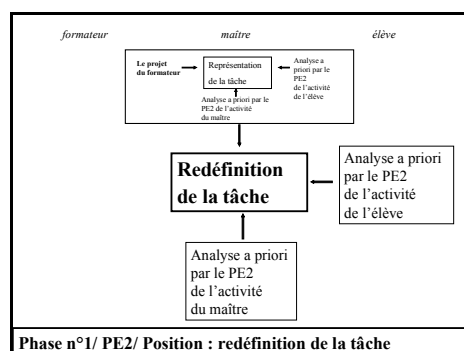 formateur maître élève
Le projet
du formateur
Représentation
de la tâche
Analyse a priori
par le PE2
de l'activité
de l'élève
Analyse a priori par le
PE2 de l'activité
du maître
Redéfinition
de la tâche
Analyse a priori
par le PE2
de l'activité
de l'élève
Analyse a priori
par le PE2
de l'activité
du maître
Phase n°1/ PE2/ Position : redéfinition de la tâche